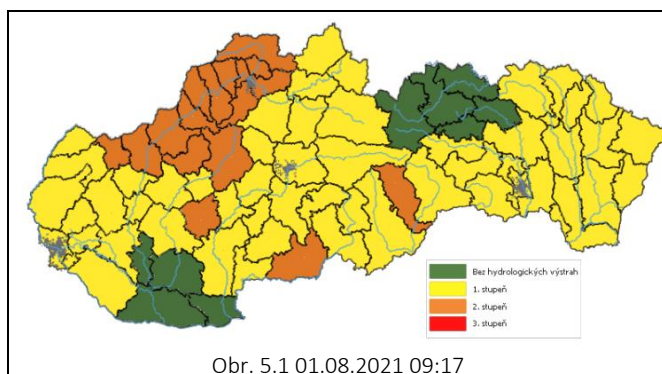 Bez hydrologických výstrah
1. stupeň
2. stupeň
3. stupeň
Obr. 5.1 01.08.2021 09:17